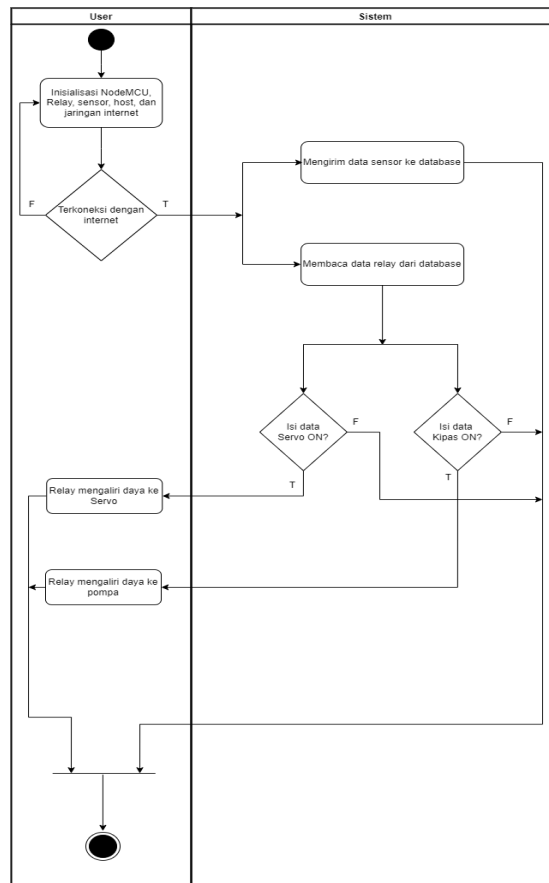 User
Sistem
Inisialisasi NodeMCU,
Relay, sensor, host, dan
jaringan internet
Mengirim data sensor ke database
F
Terkoneksi dengan
internet
T
Membaca data relay dari database
Isi data
Servo ON?
F
Isi data
Kipas ON?
F
T
T
Relay mengaliri daya ke
Servo
Relay mengaliri daya ke
pompa